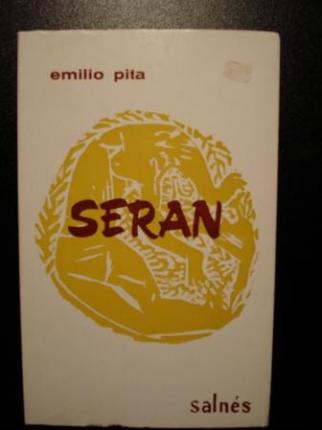 emilio pita
SERAN
salnés